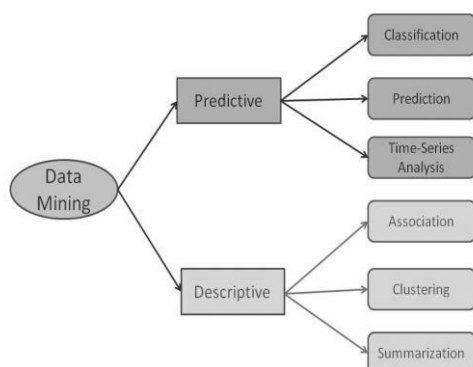 Classification
Predictive
Prediction
Time-Series
Analysis
Data
Mining
Association
Descriptive
Clustering
Summarization